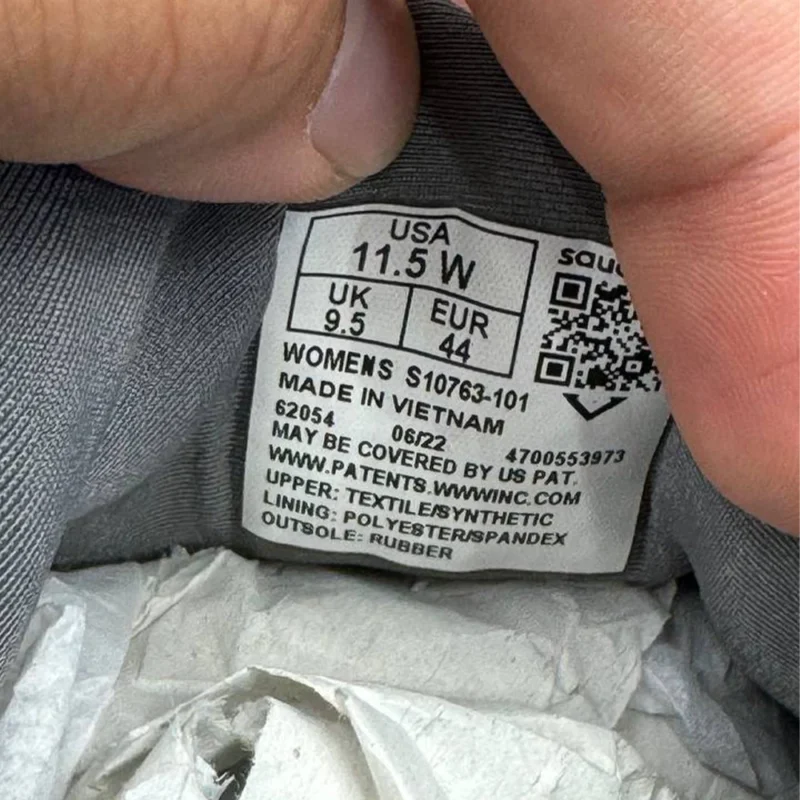 USA
11.5 W
UK
9.5
EUR
44
WOMENS S10763-101
MADE IN VIETNAM
62054 06/22 4700553973
MAY BE COVERED BY US PAT.
WWW.PATENTS.WWWINC.COM
UPPER: TEXTILE/SYNTHETIC
LINING: POLYESTER/SPANDEX
OUTSOLE: RUBBER